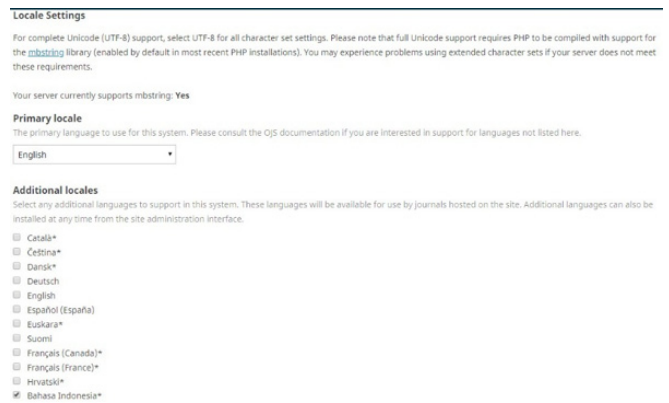 Locale Settings
For complete Unicode (UTF-8) support, select UTF-8 for all character set settings. Please note that full Unicode support requires PHP to be compiled with support for
the mbstring library (enabled by default in most recent PHP installations). You may experience problems using extended character sets if your server does not meet
these requirements.
Your server currently supports mbstring: Yes
Primary locale
The primary language to use for this system. Please consult the OJS documentation if you are interested in support for languages not listed here.
English
Additional locales
Select any additional languages to support in this system. These languages will be available for use by journals hosted on the site. Additional languages can also be
installed at any time from the site administration interface.
Català*
Čeština*
Dansk*
Deutsch
English
Español (España)
Euskara*
Suomi
Français (Canada)*
Français (France)*
Hrvatski*
Bahasa Indonesia*